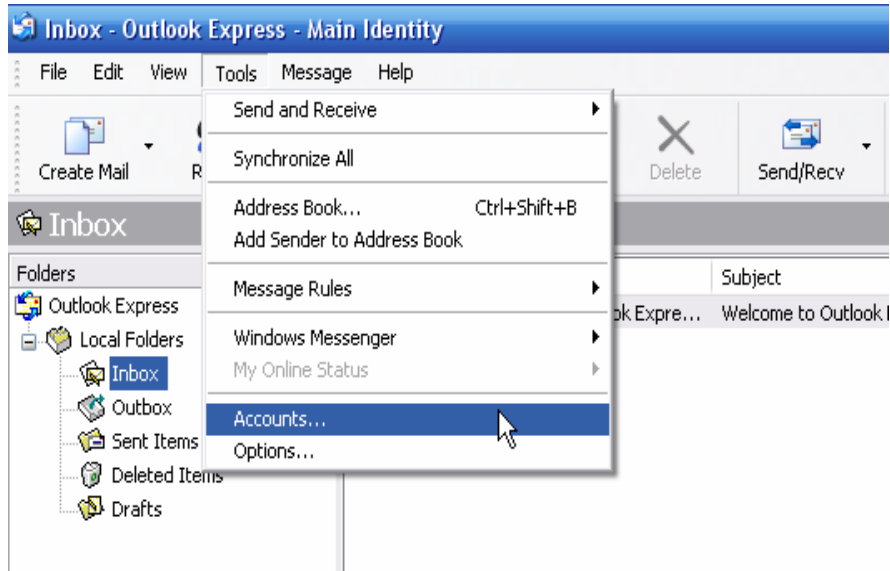 Inbox - Outlook Express - Main Identity
File Edit View Tools Message Help
Send and Receive
Synchronize All
Address Book... Ctrl+Shift+B
Add Sender to Address Book
Message Rules
Windows Messenger
My Online Status
Accounts...
Options...
Create Mail Delete Send/Recv
Inbox
Folders
Outlook Express
Local Folders
Inbox
Outbox
Sent Items
Deleted Items
Drafts
Subject
Welcome to Outlook